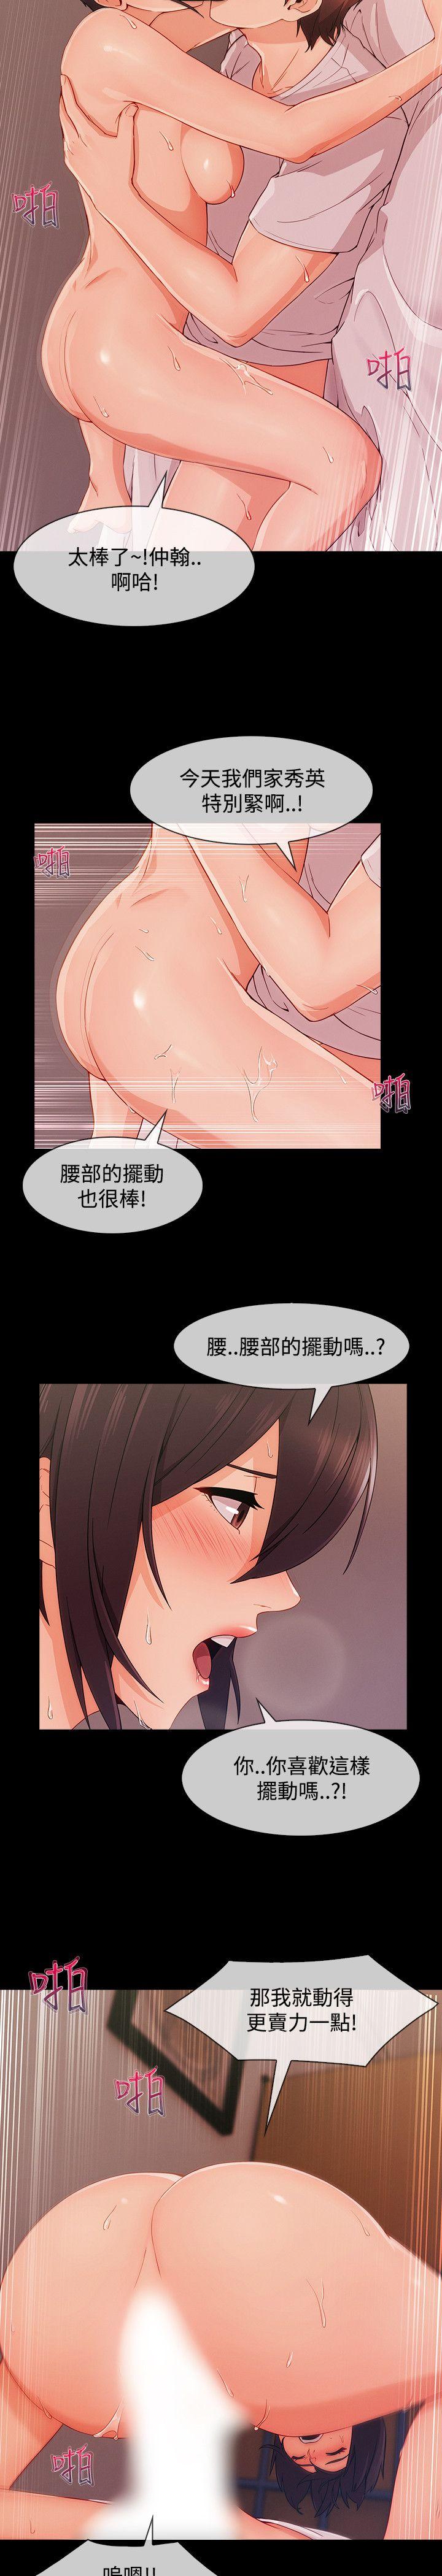 啪
啪
太棒了~!仲翰..
啊哈!
今天我們家秀英
特別緊啊..!
啪
啪
腰部的擺動
也很棒!
腰..腰部的擺動嗎..?
你..你喜歡這樣
擺動嗎..?!
啪
那我就動得
更賣力一點!
啪
啪
嗚嗯!!